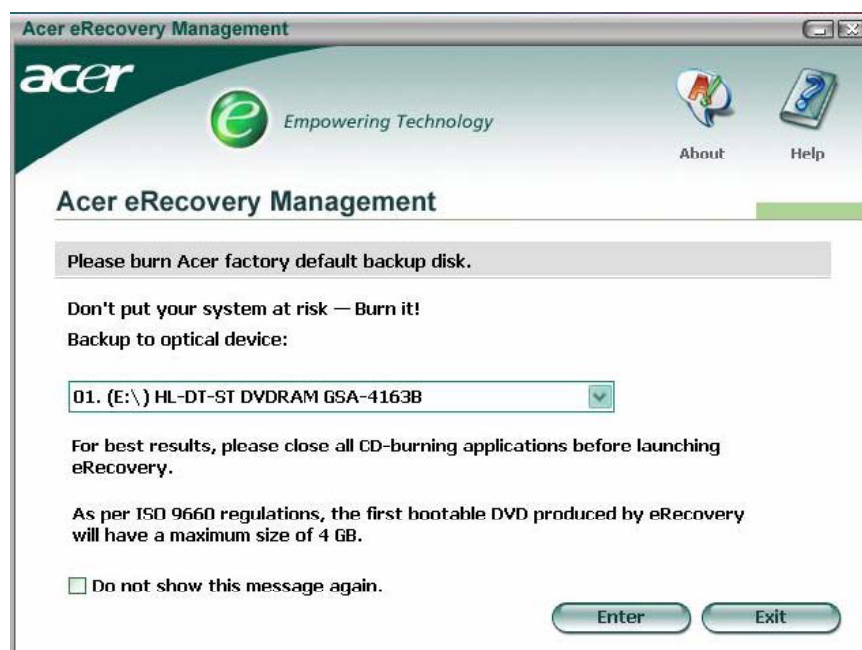 Acer eRecovery Management
acer
e Empowering Technology
About Help
Acer eRecovery Management
Please burn Acer factory default backup disk.
Don't put your system at risk — Burn it!
Backup to optical device:
01. (E:\) HL-DT-ST DVDRAM GSA-4163B
For best results, please close all CD-burning applications before launching
eRecovery.
As per ISO 9660 regulations, the first bootable DVD produced by eRecovery
will have a maximum size of 4 GB.
Do not show this message again.
Enter Exit